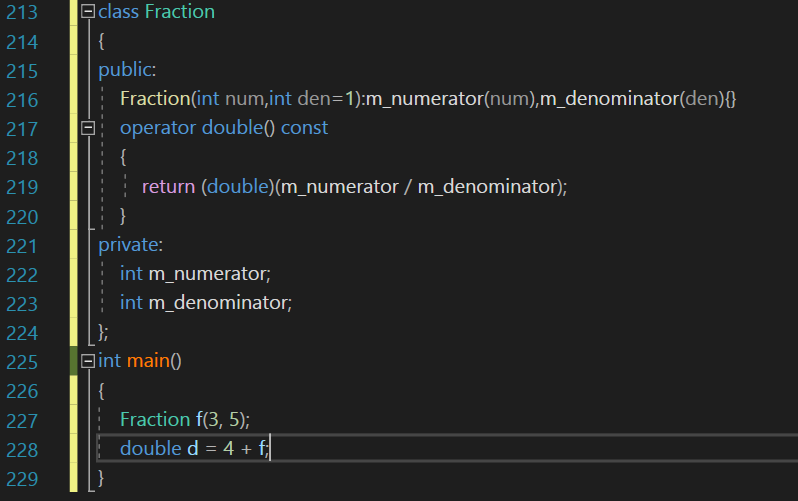 213 class Fraction
214 {
215 public:
216 Fraction(int num,int den=1):m_numerator(num),m_denominator(den){}
217 operator double() const
218 {
219 return (double)(m_numerator / m_denominator);
220 }
221 private:
222 int m_numerator;
223 int m_denominator;
224 };
225 int main()
226 {
227 Fraction f(3, 5);
228 double d = 4 + f;
229 }